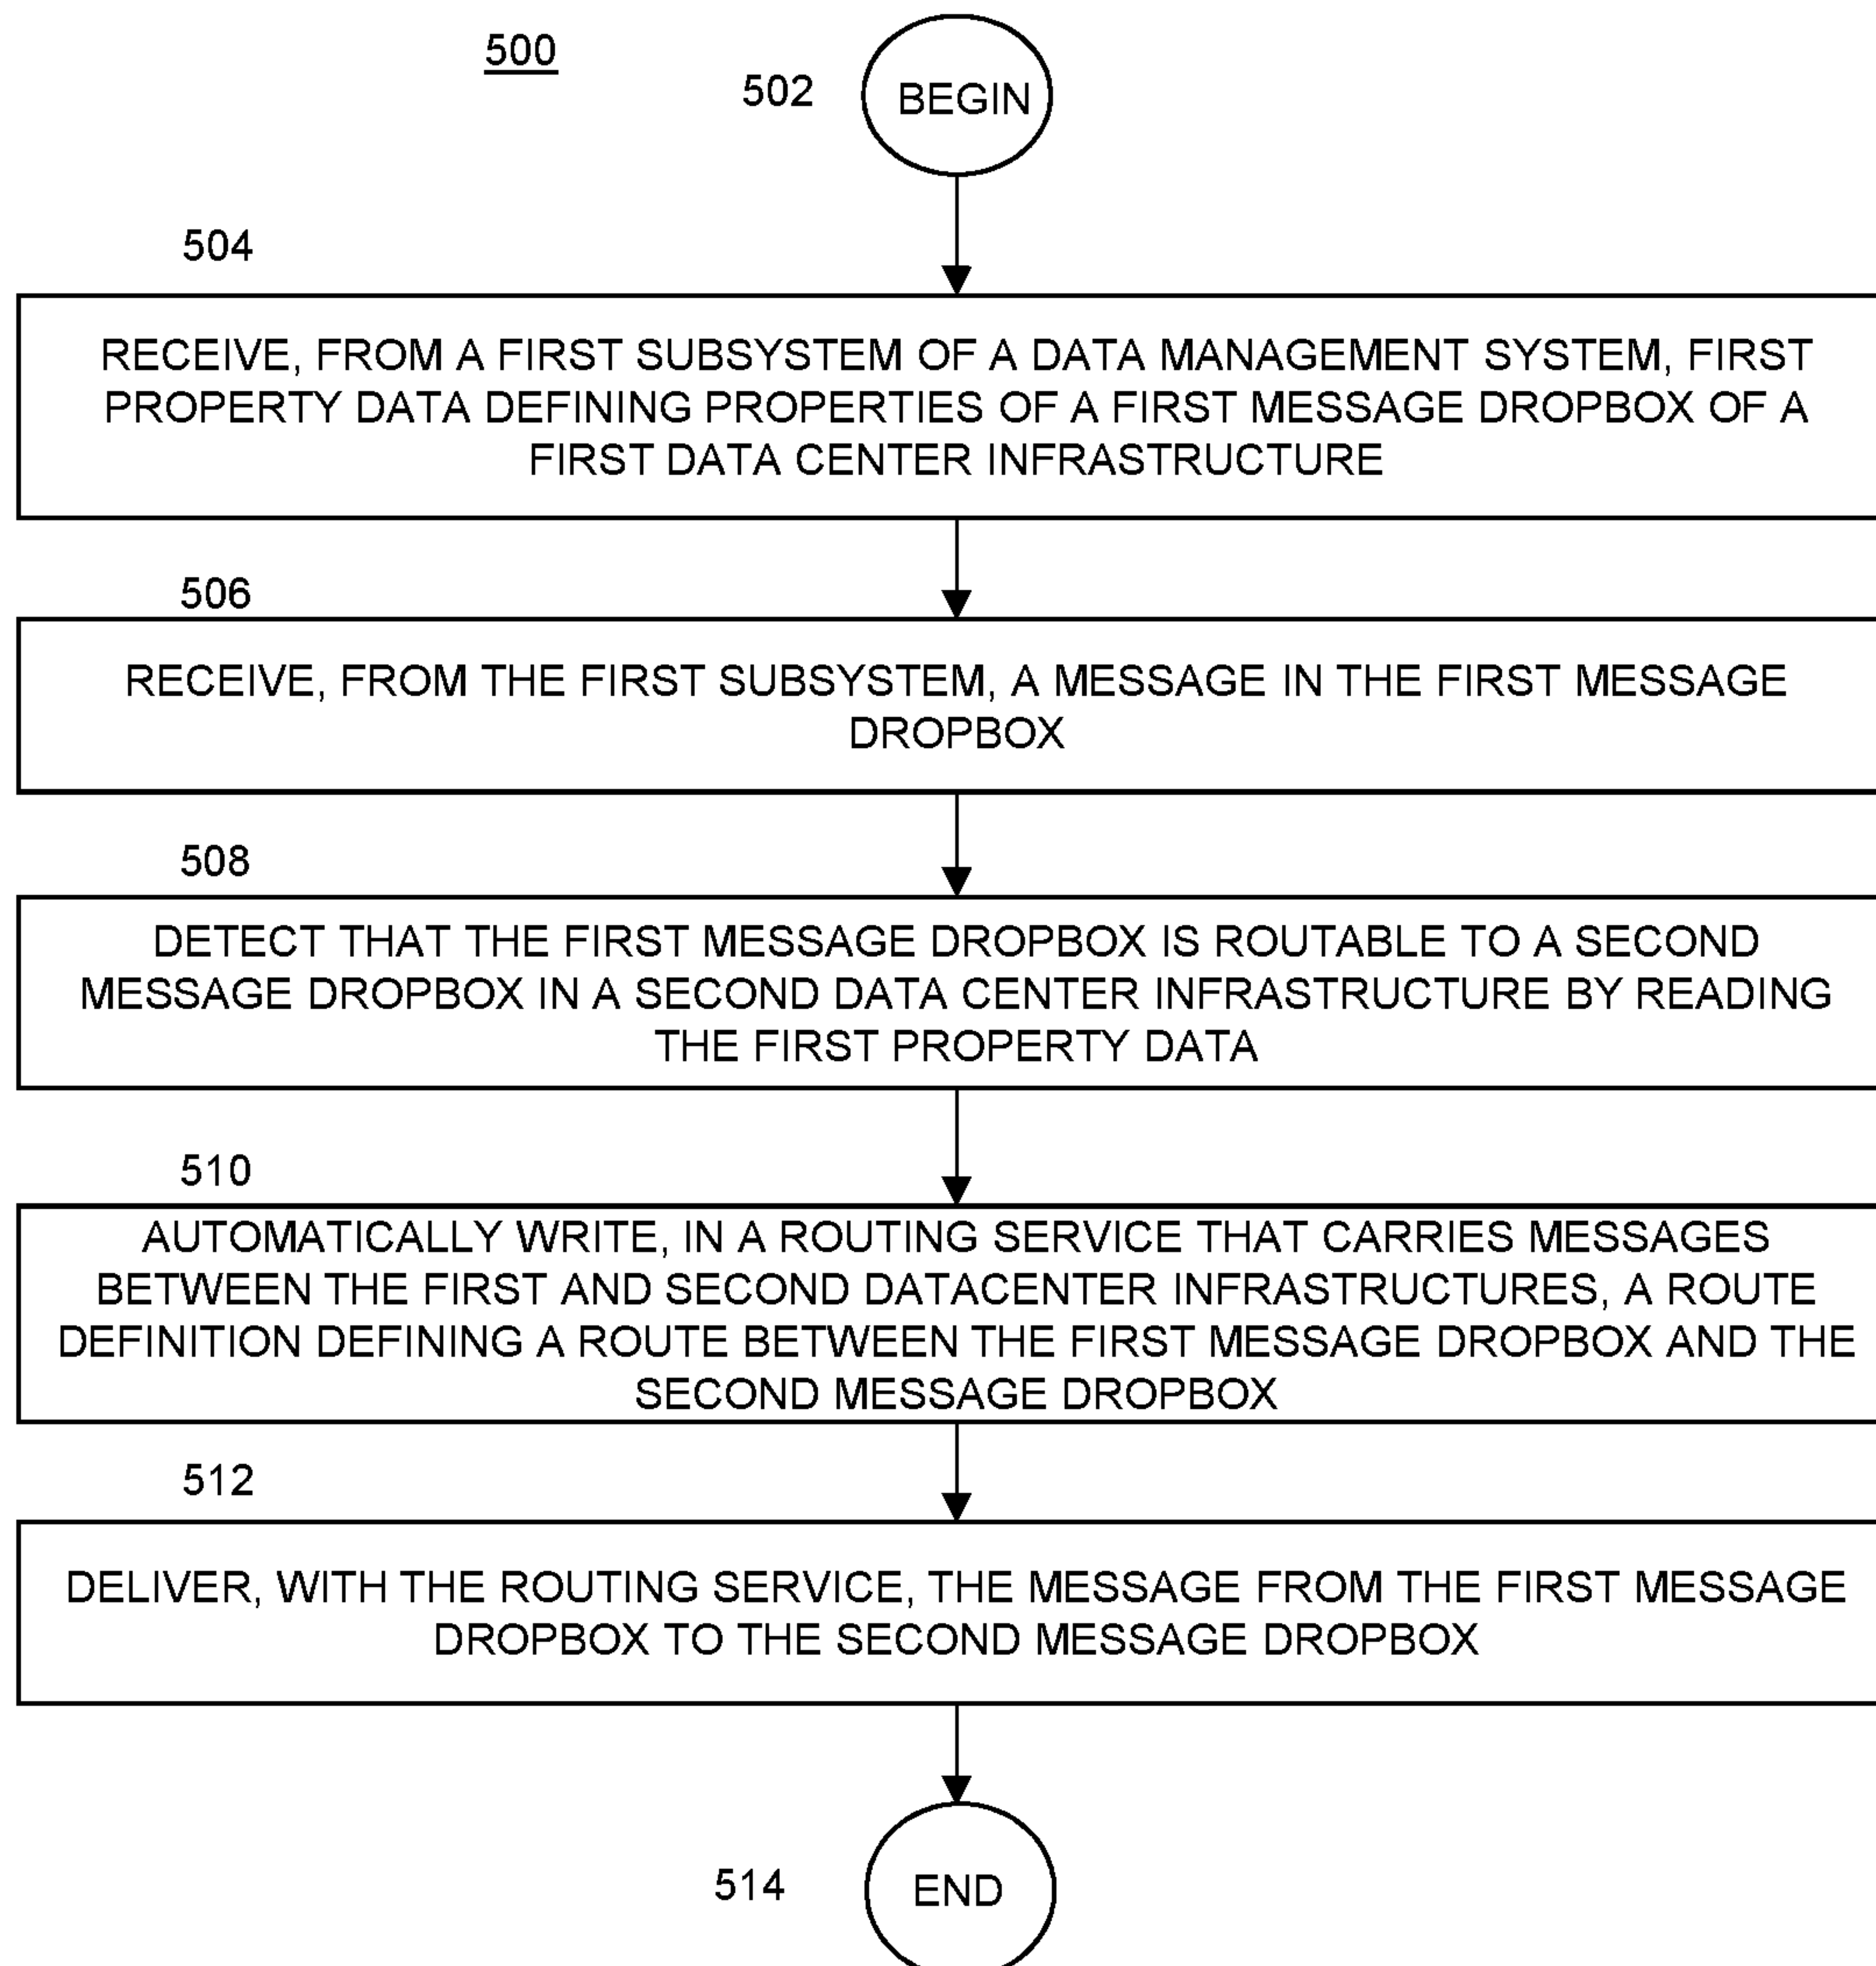 500
502
BEGIN
504
RECEIVE, FROM A FIRST SUBSYSTEM OF A DATA MANAGEMENT SYSTEM, FIRST
PROPERTY DATA DEFINING PROPERTIES OF A FIRST MESSAGE DROPBOX OF A
FIRST DATA CENTER INFRASTRUCTURE
506
RECEIVE, FROM THE FIRST SUBSYSTEM, A MESSAGE IN THE FIRST MESSAGE
DROPBOX
508
DETECT THAT THE FIRST MESSAGE DROPBOX IS ROUTABLE TO A SECOND
MESSAGE DROPBOX IN A SECOND DATA CENTER INFRASTRUCTURE BY READING
THE FIRST PROPERTY DATA
510
AUTOMATICALLY WRITE, IN A ROUTING SERVICE THAT CARRIES MESSAGES
BETWEEN THE FIRST AND SECOND DATACENTER INFRASTRUCTURES, A ROUTE
DEFINITION DEFINING A ROUTE BETWEEN THE FIRST MESSAGE DROPBOX AND THE
SECOND MESSAGE DROPBOX
512
DELIVER, WITH THE ROUTING SERVICE, THE MESSAGE FROM THE FIRST MESSAGE
DROPBOX TO THE SECOND MESSAGE DROPBOX
514
END